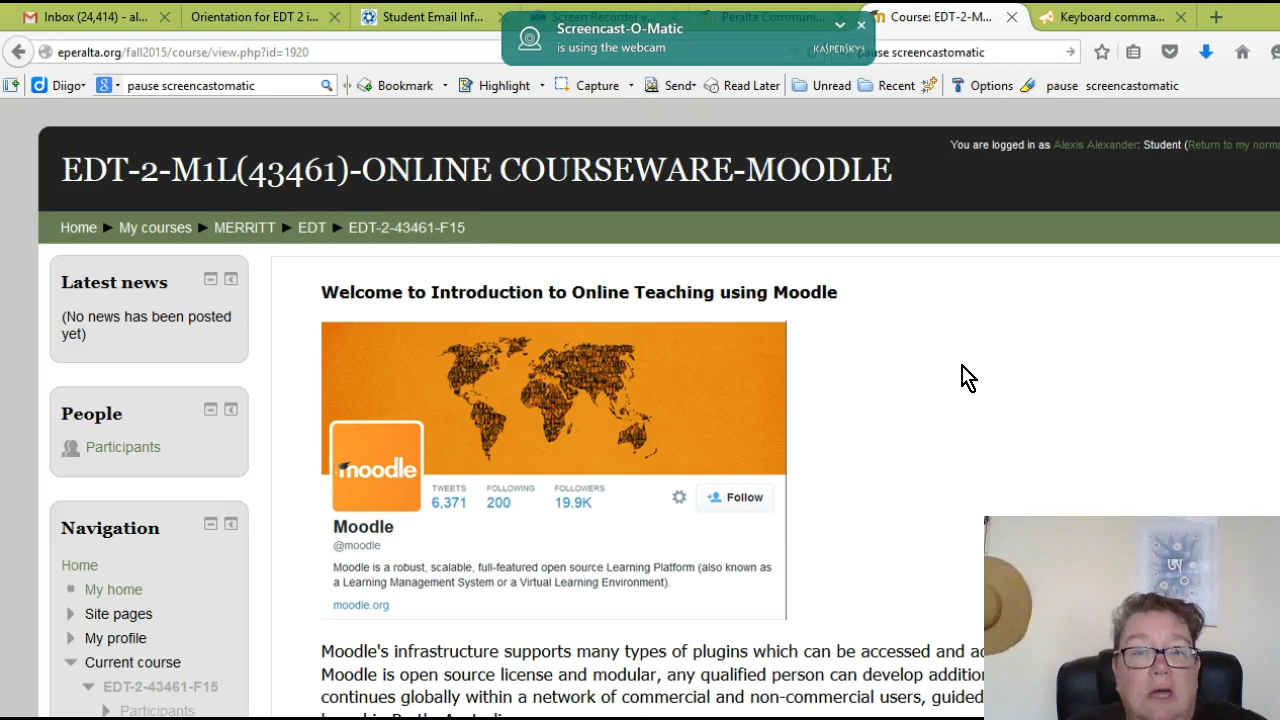 Inbox (24,414) - al...
Orientation for EDT 2 i...
Student Email Inf...
Course: EDT-2-M...
Keyboard comma...
Screencast-O-Matic
is using the webcam
KASPERSKY
eperalta.org/fall2015/course/view.php?id=1920
pause screencastomatic
Diigo
pause screencastomatic
Bookmark
Highlight
Capture
Send
Read Later
Unread
Recent
Options
pause screencastomatic
EDT-2-M1L(43461)-ONLINE COURSEWARE-MOODLE
You are logged in as Alexis Alexander: Student (Return to my norm
Home ► My courses ► MERRITT ► EDT ► EDT-2-43461-F15
Latest news
(No news has been posted
yet)
People
Participants
Navigation
Home
My home
Site pages
My profile
Current course
EDT-2-43461-F15
Participants
Welcome to Introduction to Online Teaching using Moodle
moodle
TWEETS FOLLOWING FOLLOWERS
6,371 200 19.9K
Follow
Moodle
@moodle
Moodle is a robust, scalable, full-featured open source Learning Platform (also known as
a Learning Management System or a Virtual Learning Environment).
moodle.org
Moodle's infrastructure supports many types of plugins which can be accessed and
Moodle is open source license and modular, any qualified person can develop
continues globally within a network of commercial and non-commercial users, guided